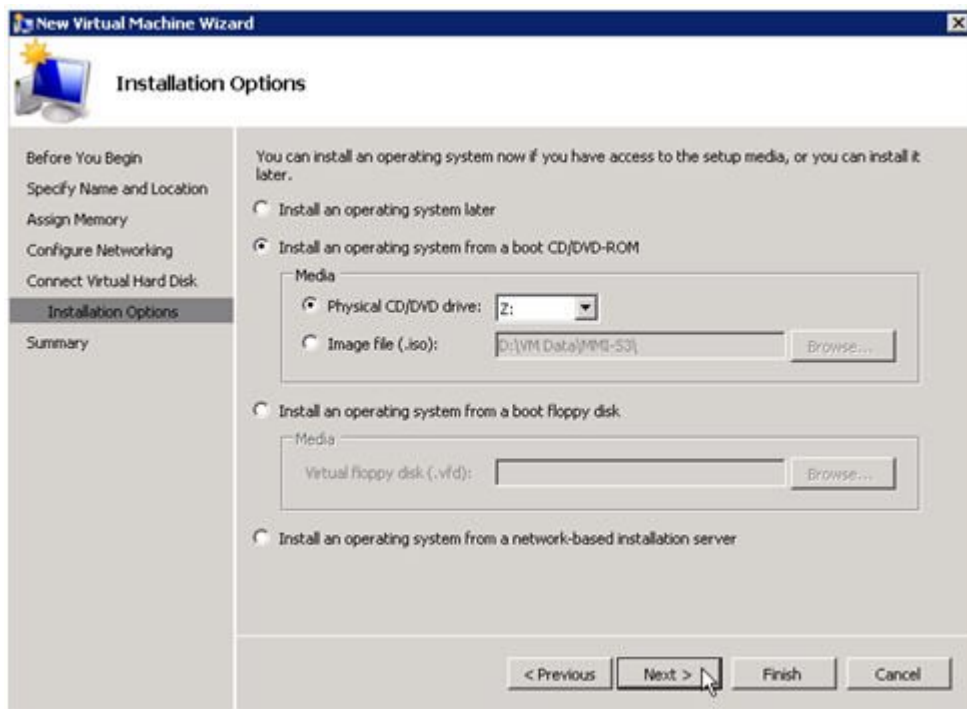 New Virtual Machine Wizard
Installation Options
Before You Begin
Specify Name and Location
Assign Memory
Configure Networking
Connect Virtual Hard Disk
Installation Options
Summary
You can install an operating system now if you have access to the setup media, or you can install it
later.
Install an operating system later
Install an operating system from a boot CD/DVD-ROM
Media
Physical CD/DVD drive: Z:
Image file (.iso): D:\VM Data\MMI-S3\ Browse...
Install an operating system from a boot floppy disk
Media
Virtual floppy disk (.vfd): Browse...
Install an operating system from a network-based installation server
< Previous Next > Finish Cancel